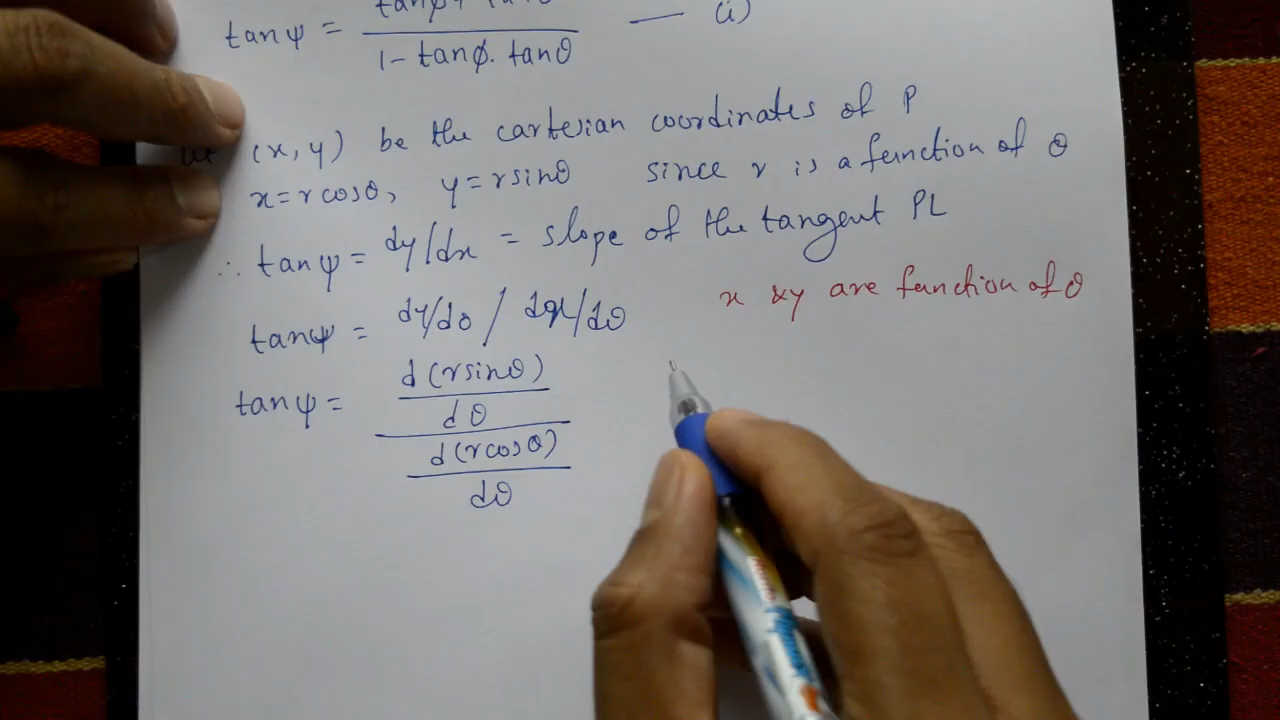 tanψ = tanϕ+ / 1- tanϕ. tanθ — (i)
(x, y) be the cartesian coordinates of P
x = r cosθ, y = r sinθ since r is a function of θ
∴ tanψ = dy/dx = slope of the tangent PL
tanψ = dy/dθ / dx/dθ x & y are function of θ
tanψ =
d (r sinθ)
dθ
d (r cosθ)
dθ